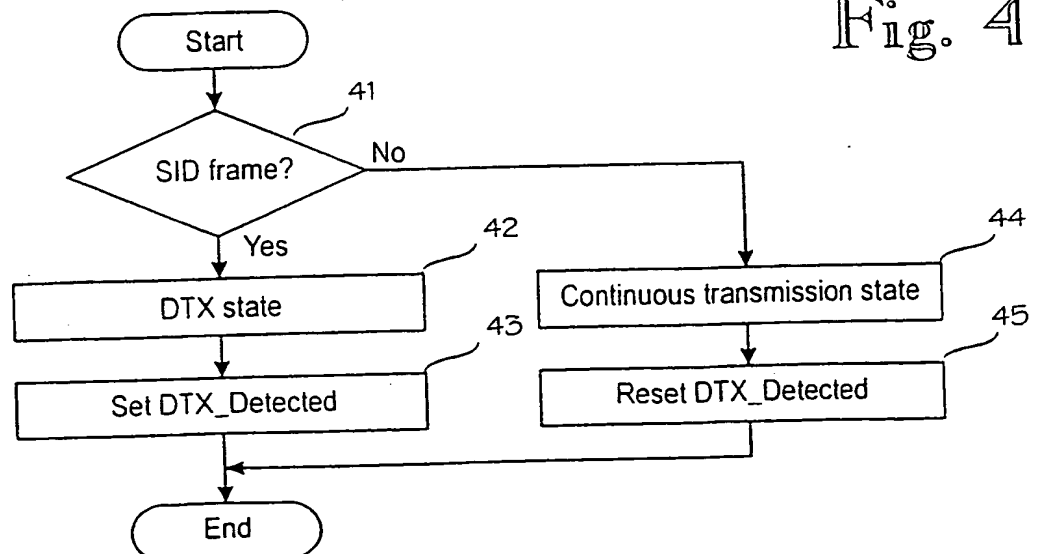 Fig. 4
Start
41
SID frame?
No
Yes
42
DTX state
43
Set DTX_Detected
44
Continuous transmission state
45
Reset DTX_Detected
End